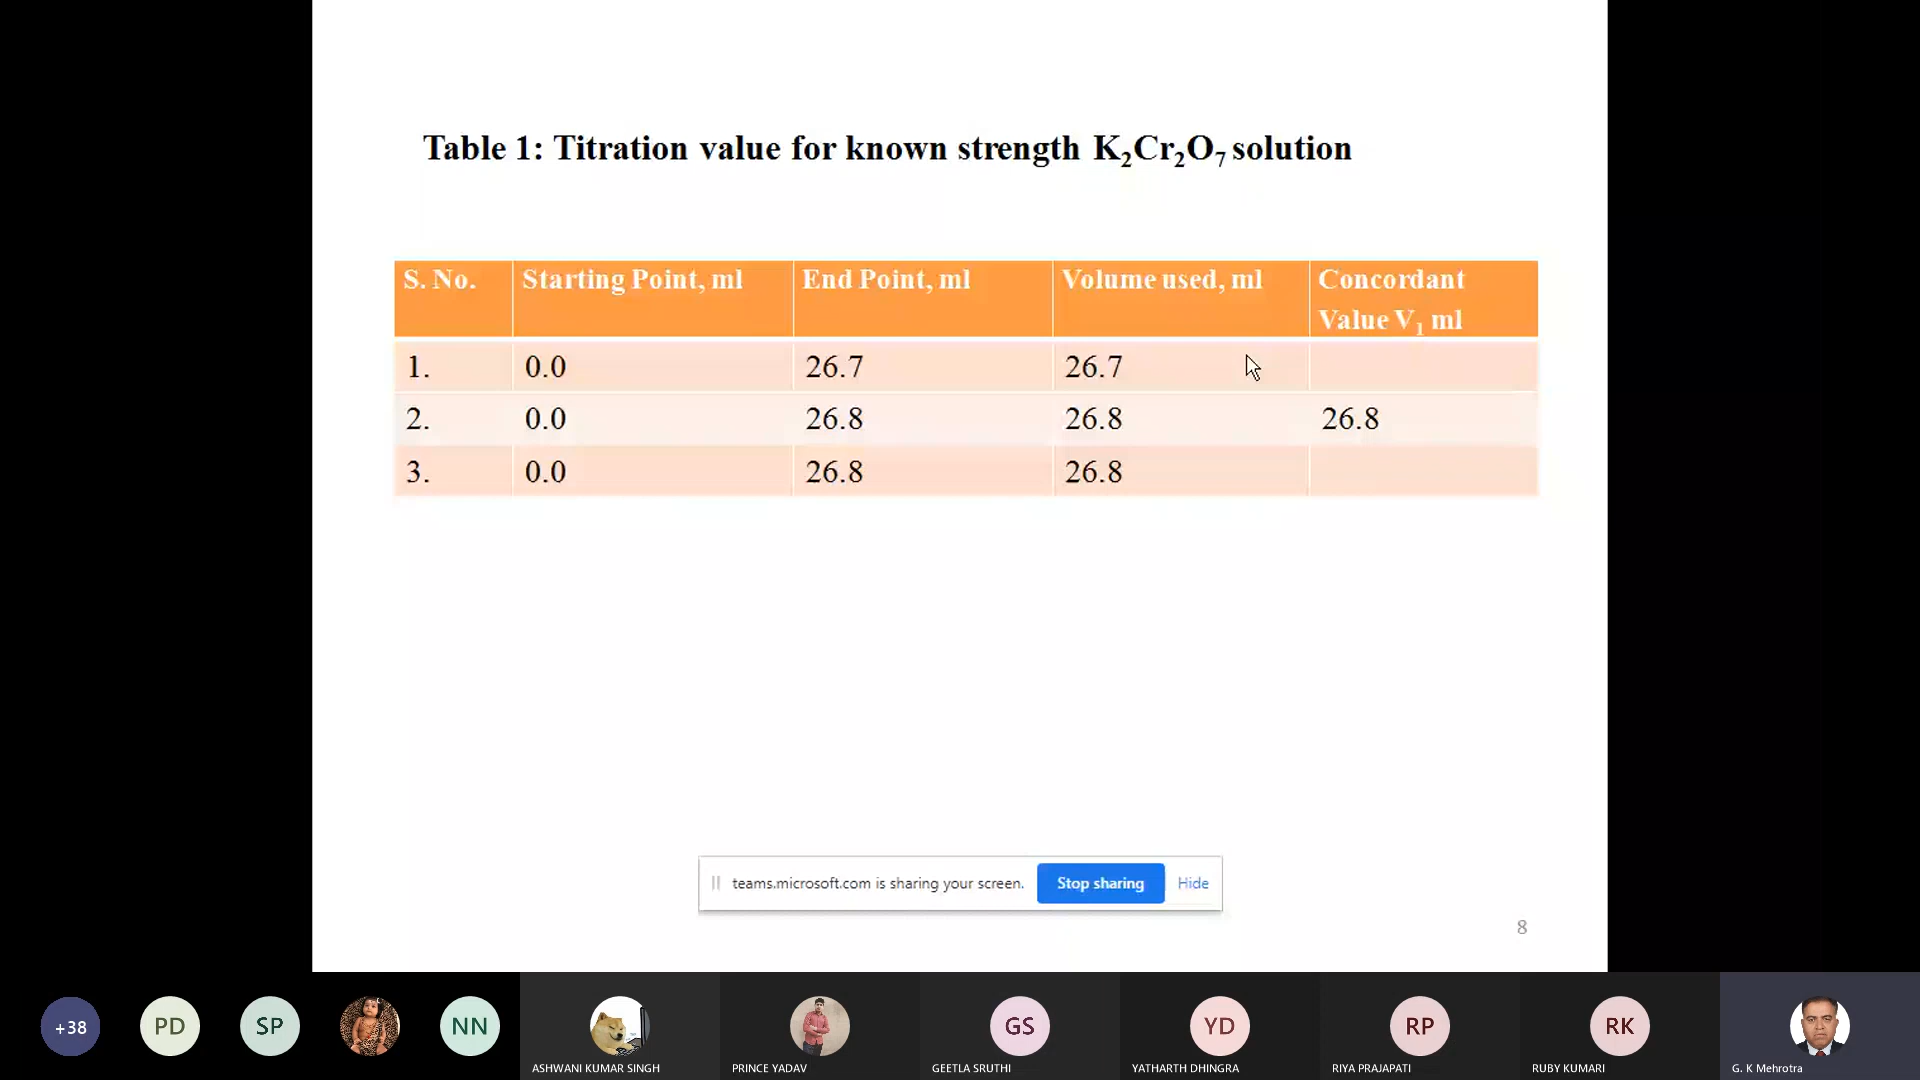 Table 1: Titration value for known strength K₂Cr₂O₇ solution
S. No. Starting Point, ml End Point, ml Volume used, ml Concordant Value V₁ ml
1. 0.0 26.7 26.7
2. 0.0 26.8 26.8 26.8
3. 0.0 26.8 26.8
teams.microsoft.com is sharing your screen. Stop sharing Hide
8
+38 PD SP NN GS YD RP RK
ASHWANI KUMAR SINGH PRINCE YADAV GEETLA SRUTHI YATHARTH DHINGRA RIYA PRAJAPATI RUBY KUMARI G. K Mehrotra